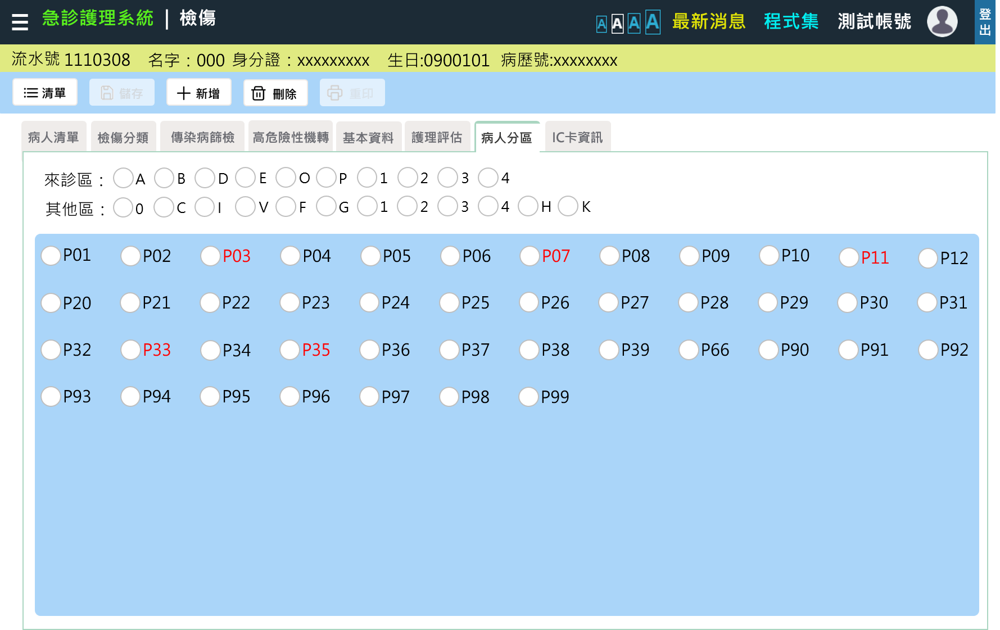 急診護理系統 | 檢傷 A A A A 最新消息 程式集 測試帳號 登出
流水號 1110308 名字：000 身分證：xxxxxxxxx 生日:0900101 病歷號:xxxxxxxx
清單 儲存 新增 刪除 重印
病人清單 檢傷分類 傳染病篩檢 高危險性機轉 基本資料 護理評估 病人分區 IC卡資訊
來診區： A B D E O P 1 2 3 4
其他區： 0 C I V F G 1 2 3 4 H K
P01 P02 P03 P04 P05 P06 P07 P08 P09 P10 P11 P12
P20 P21 P22 P23 P24 P25 P26 P27 P28 P29 P30 P31
P32 P33 P34 P35 P36 P37 P38 P39 P66 P90 P91 P92
P93 P94 P95 P96 P97 P98 P99